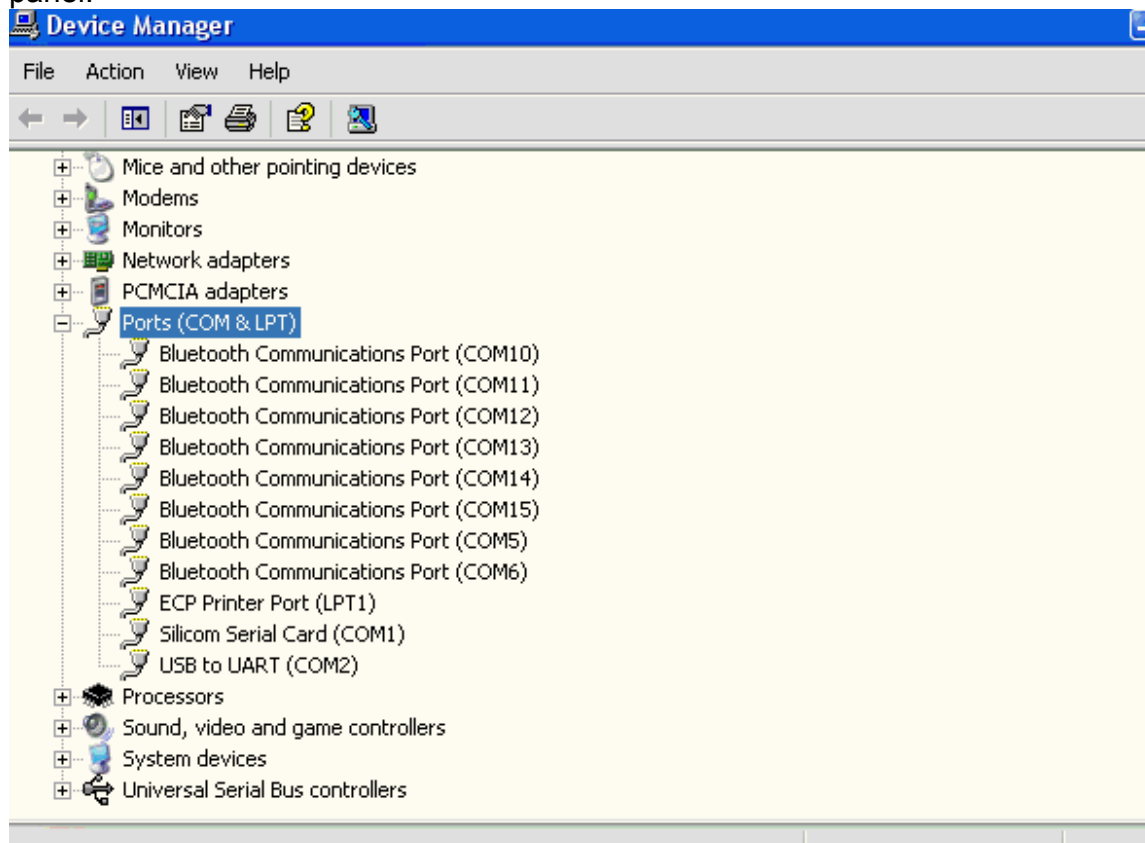 panel.
Device Manager
File Action View Help
Mice and other pointing devices
Modems
Monitors
Network adapters
PCMCIA adapters
Ports (COM & LPT)
Bluetooth Communications Port (COM10)
Bluetooth Communications Port (COM11)
Bluetooth Communications Port (COM12)
Bluetooth Communications Port (COM13)
Bluetooth Communications Port (COM14)
Bluetooth Communications Port (COM15)
Bluetooth Communications Port (COM5)
Bluetooth Communications Port (COM6)
ECP Printer Port (LPT1)
Silicom Serial Card (COM1)
USB to UART (COM2)
Processors
Sound, video and game controllers
System devices
Universal Serial Bus controllers